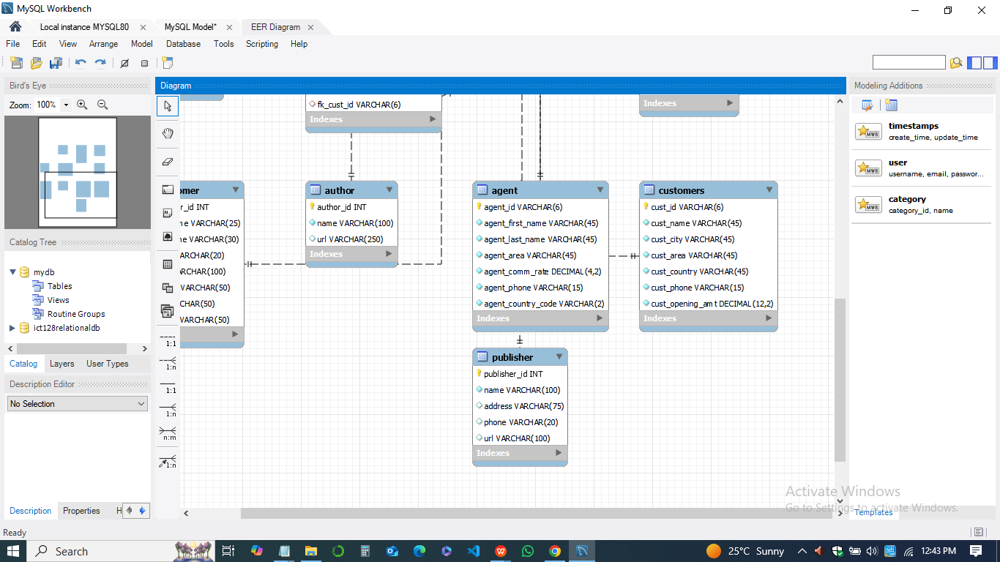 MySQL Workbench
Local instance MYSQL80
MySQL Model*
EER Diagram
File Edit View Arrange Model Database Tools Scripting Help
Bird's Eye
Zoom: 100%
Catalog Tree
mydb
Tables
Views
Routine Groups
ict128relationaldb
Catalog Layers User Types
Description Editor
No Selection
Description Properties H
Ready
Diagram
1:1
1:n
1:1
1:n
n:m
1:n
fk_cust_id VARCHAR(6)
Indexes
Indexes
omer
r_id INT
e VARCHAR(25)
e VARCHAR(30)
ARCHAR(20)
RCHAR(100)
VARCHAR(50)
CHAR(50)
VARCHAR(50)
author
author_id INT
name VARCHAR(100)
url VARCHAR(250)
Indexes
agent
agent_id VARCHAR(6)
agent_first_name VARCHAR(45)
agent_last_name VARCHAR(45)
agent_area VARCHAR(45)
agent_comm_rate DECIMAL(4,2)
agent_phone VARCHAR(15)
agent_country_code VARCHAR(2)
Indexes
customers
cust_id VARCHAR(6)
cust_name VARCHAR(45)
cust_city VARCHAR(45)
cust_area VARCHAR(45)
cust_country VARCHAR(45)
cust_phone VARCHAR(15)
cust_opening_amt DECIMAL(12,2)
Indexes
publisher
publisher_id INT
name VARCHAR(100)
address VARCHAR(75)
phone VARCHAR(20)
url VARCHAR(100)
Indexes
Modeling Additions
MWB
timestamps
create_time, update_time
MWB
user
username, email, passwor...
MWB
category
category_id, name
Activate Windows
Go to Settings to activate Windows.
Templates
Search
25°C Sunny
12:43 PM